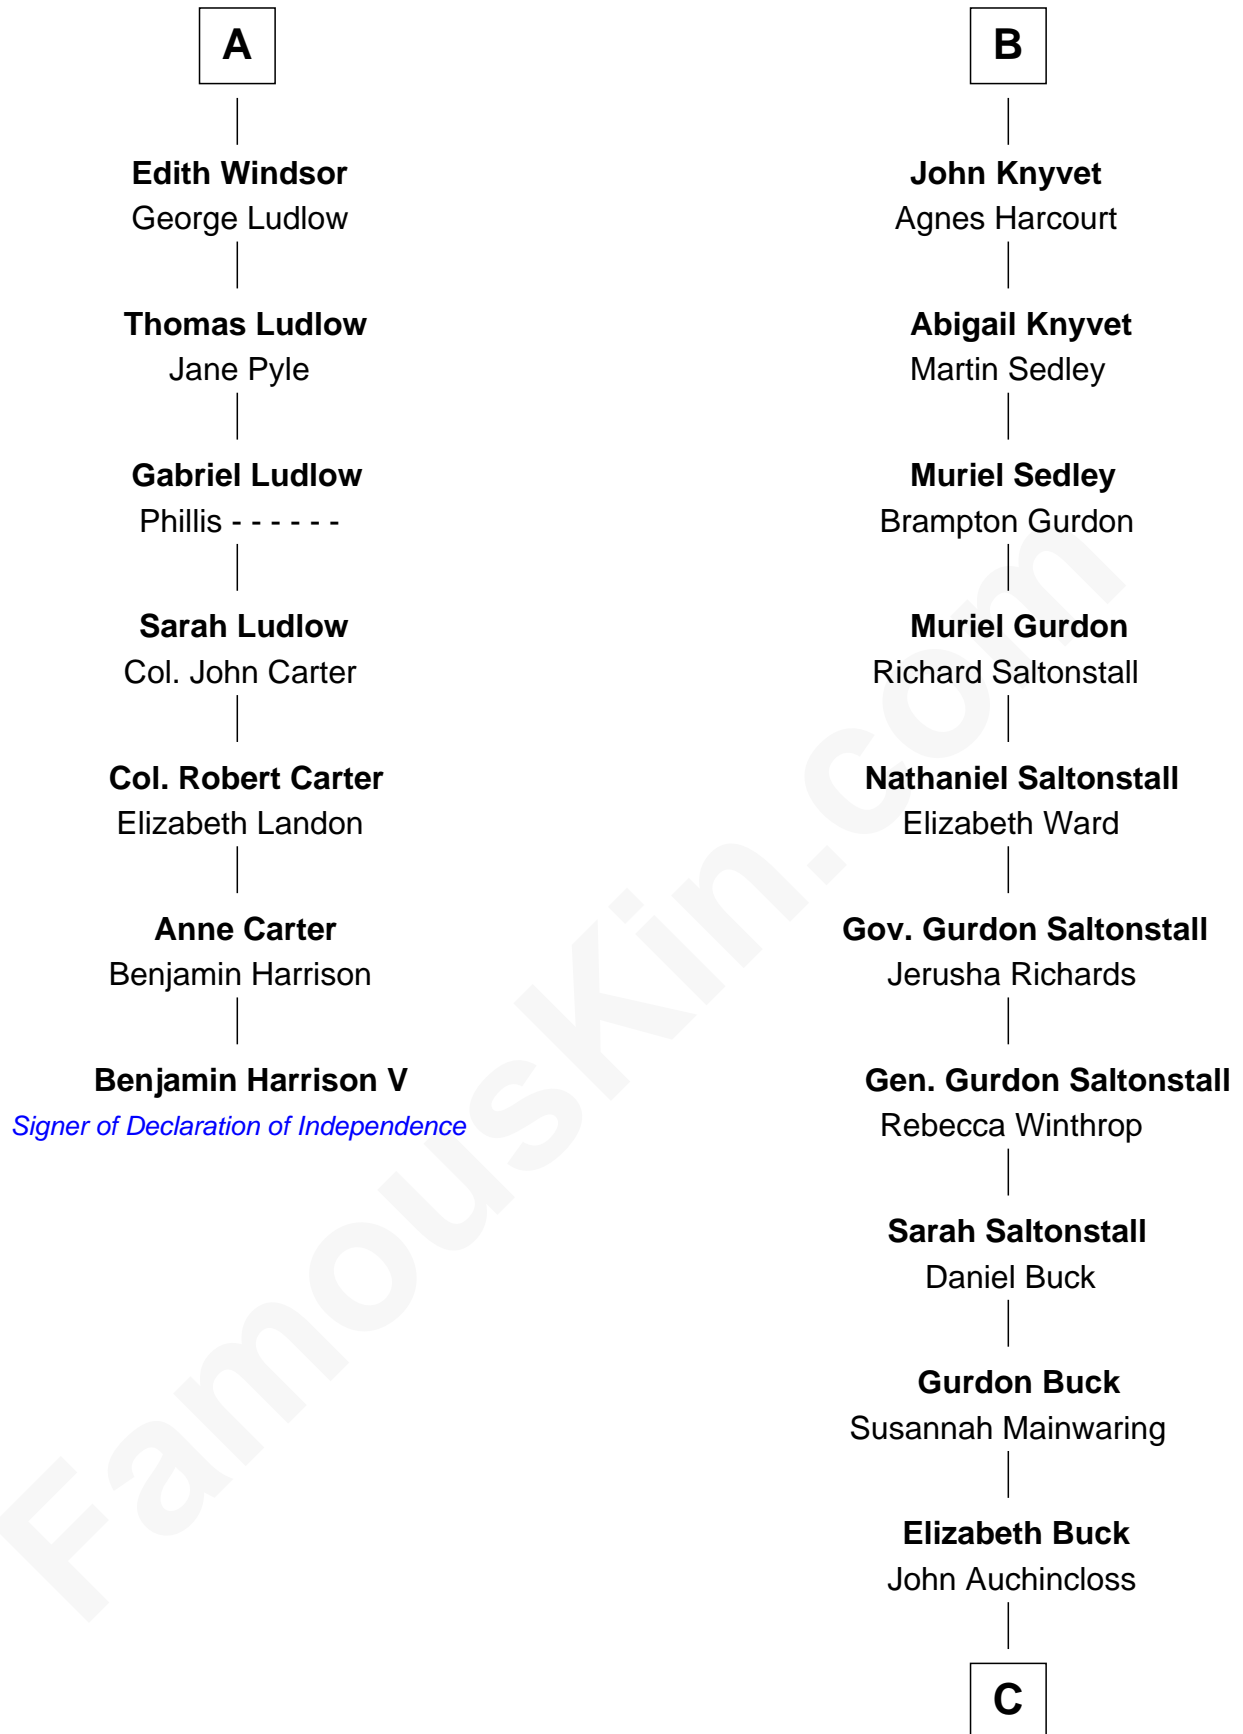 A
Edith Windsor
George Ludlow
Thomas Ludlow
Jane Pyle
Gabriel Ludlow
Phillis - - - - - -
Sarah Ludlow
Col. John Carter
Col. Robert Carter
Elizabeth Landon
Anne Carter
Benjamin Harrison
Benjamin Harrison V
Signer of Declaration of Independence
B
John Knyvet
Agnes Harcourt
Abigail Knyvet
Martin Sedley
Muriel Sedley
Brampton Gurdon
Muriel Gurdon
Richard Saltonstall
Nathaniel Saltonstall
Elizabeth Ward
Gov. Gurdon Saltonstall
Jerusha Richards
Gen. Gurdon Saltonstall
Rebecca Winthrop
Sarah Saltonstall
Daniel Buck
Gurdon Buck
Susannah Mainwaring
Elizabeth Buck
John Auchincloss
C
FamousKin.com